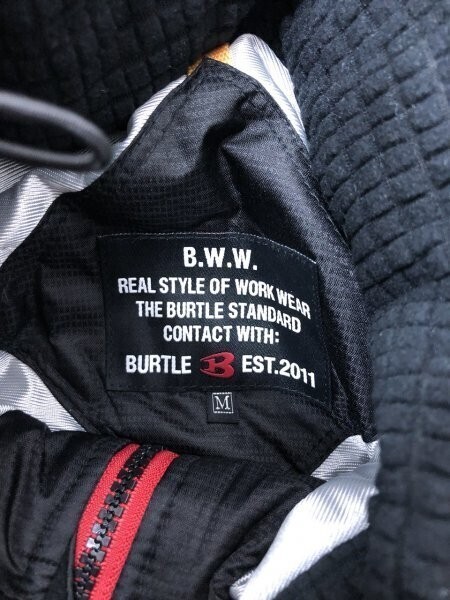 B.W.W.
REAL STYLE OF WORK WEAR
THE BURTLE STANDARD
CONTACT WITH:
BURTLE B EST.2011
M